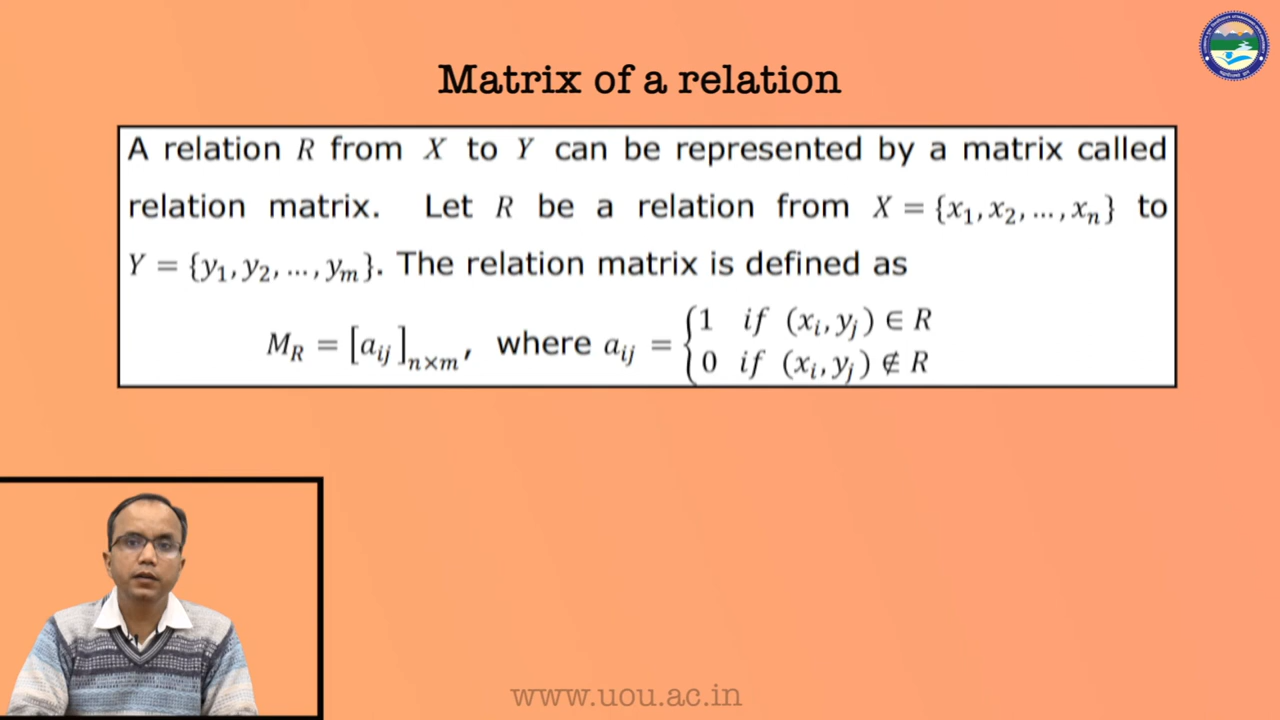 Matrix of a relation
A relation R from X to Y can be represented by a matrix called
relation matrix. Let R be a relation from X = {x₁, x₂, ..., xₙ} to
Y = {y₁, y₂, ..., yₘ}. The relation matrix is defined as
M_R = [a_ij]_{n×m}, where a_ij = {1 if (x_i, y_j) ∈ R
0 if (x_i, y_j) ∉ R
www.uou.ac.in